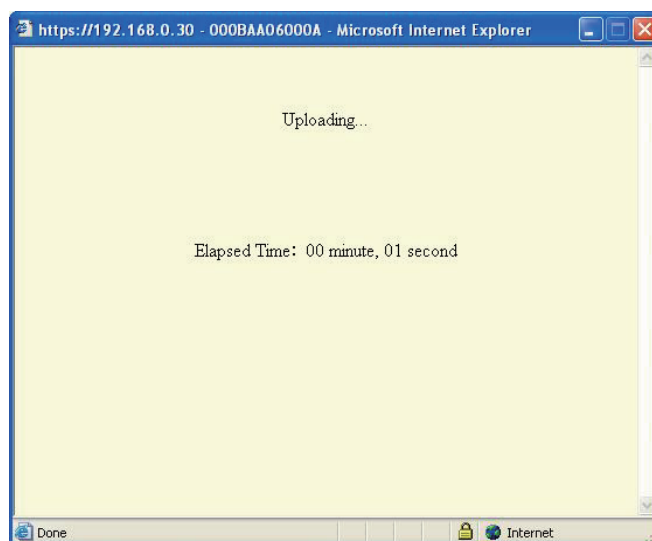 https://192.168.0.30 - 000BAA06000A - Microsoft Internet Explorer
Uploading...
Elapsed Time: 00 minute, 01 second
Done
Internet